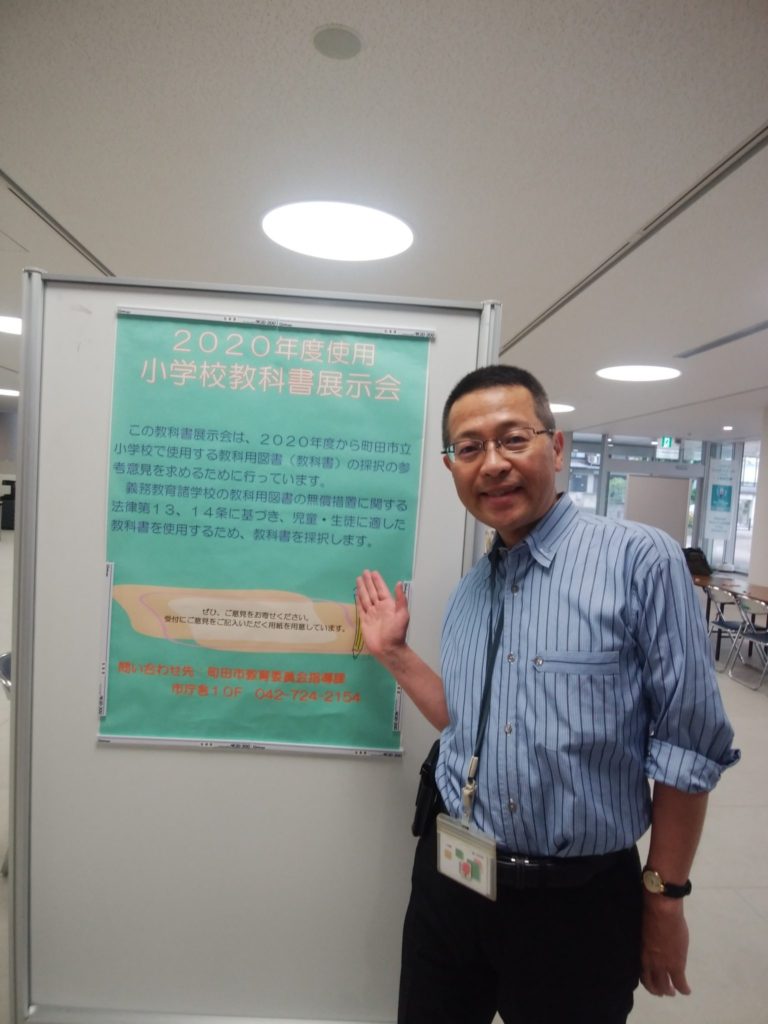 2020年度使用
小学校教科書展示会
この教科書展示会は、2020年度から町田市立
小学校で使用する教科用図書（教科書）の採択の参
考意見を求めるために行っています。
義務教育諸学校の教科用図書の無償措置に関する
法律第13、14条に基づき、児童・生徒に適した
教科書を使用するため、教科書を採択します。
ぜひ、ご意見をお寄せください。
受付にご意見をご記入いただく用紙を用意しています。
問い合わせ先　町田市教育委員会指導課
市庁舎10F　042-724-2154